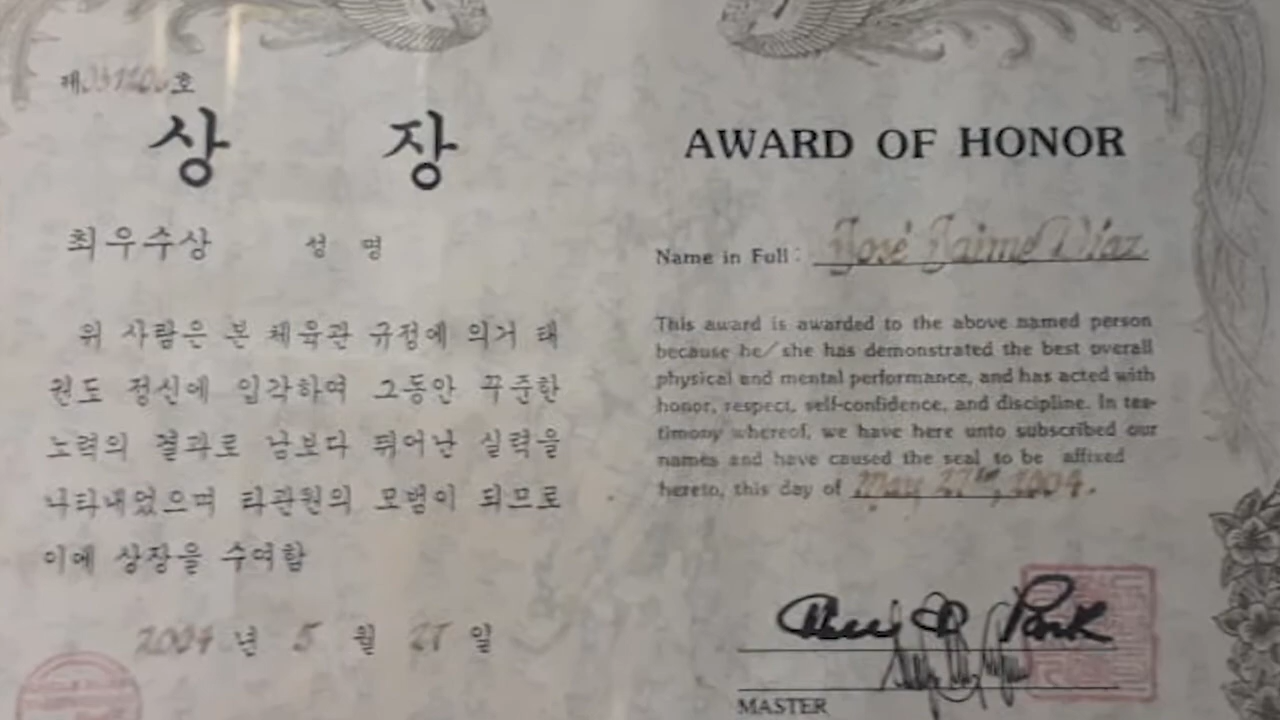 제 호
상 장
최우수상 성 명
위 사람은 본 체육관 규정에 의거 태
권도 정신에 입각하여 그동안 꾸준한
노력의 결과로 남보다 뛰어난 실력을
나타내었으며 타관원의 모범이 되므로
이에 상장을 수여함
2004 년 5 월 27 일
AWARD OF HONOR
Name in Full : José Jaime Díaz
This award is awarded to the above named person
because he/she has demonstrated the best overall
physical and mental performance, and has acted with
honor, respect, self-confidence, and discipline. In tes-
timony whereof, we have here unto subscribed our
names and have caused the seal to be affixed
hereto, this day of May 27th, 2004.
Park
MASTER